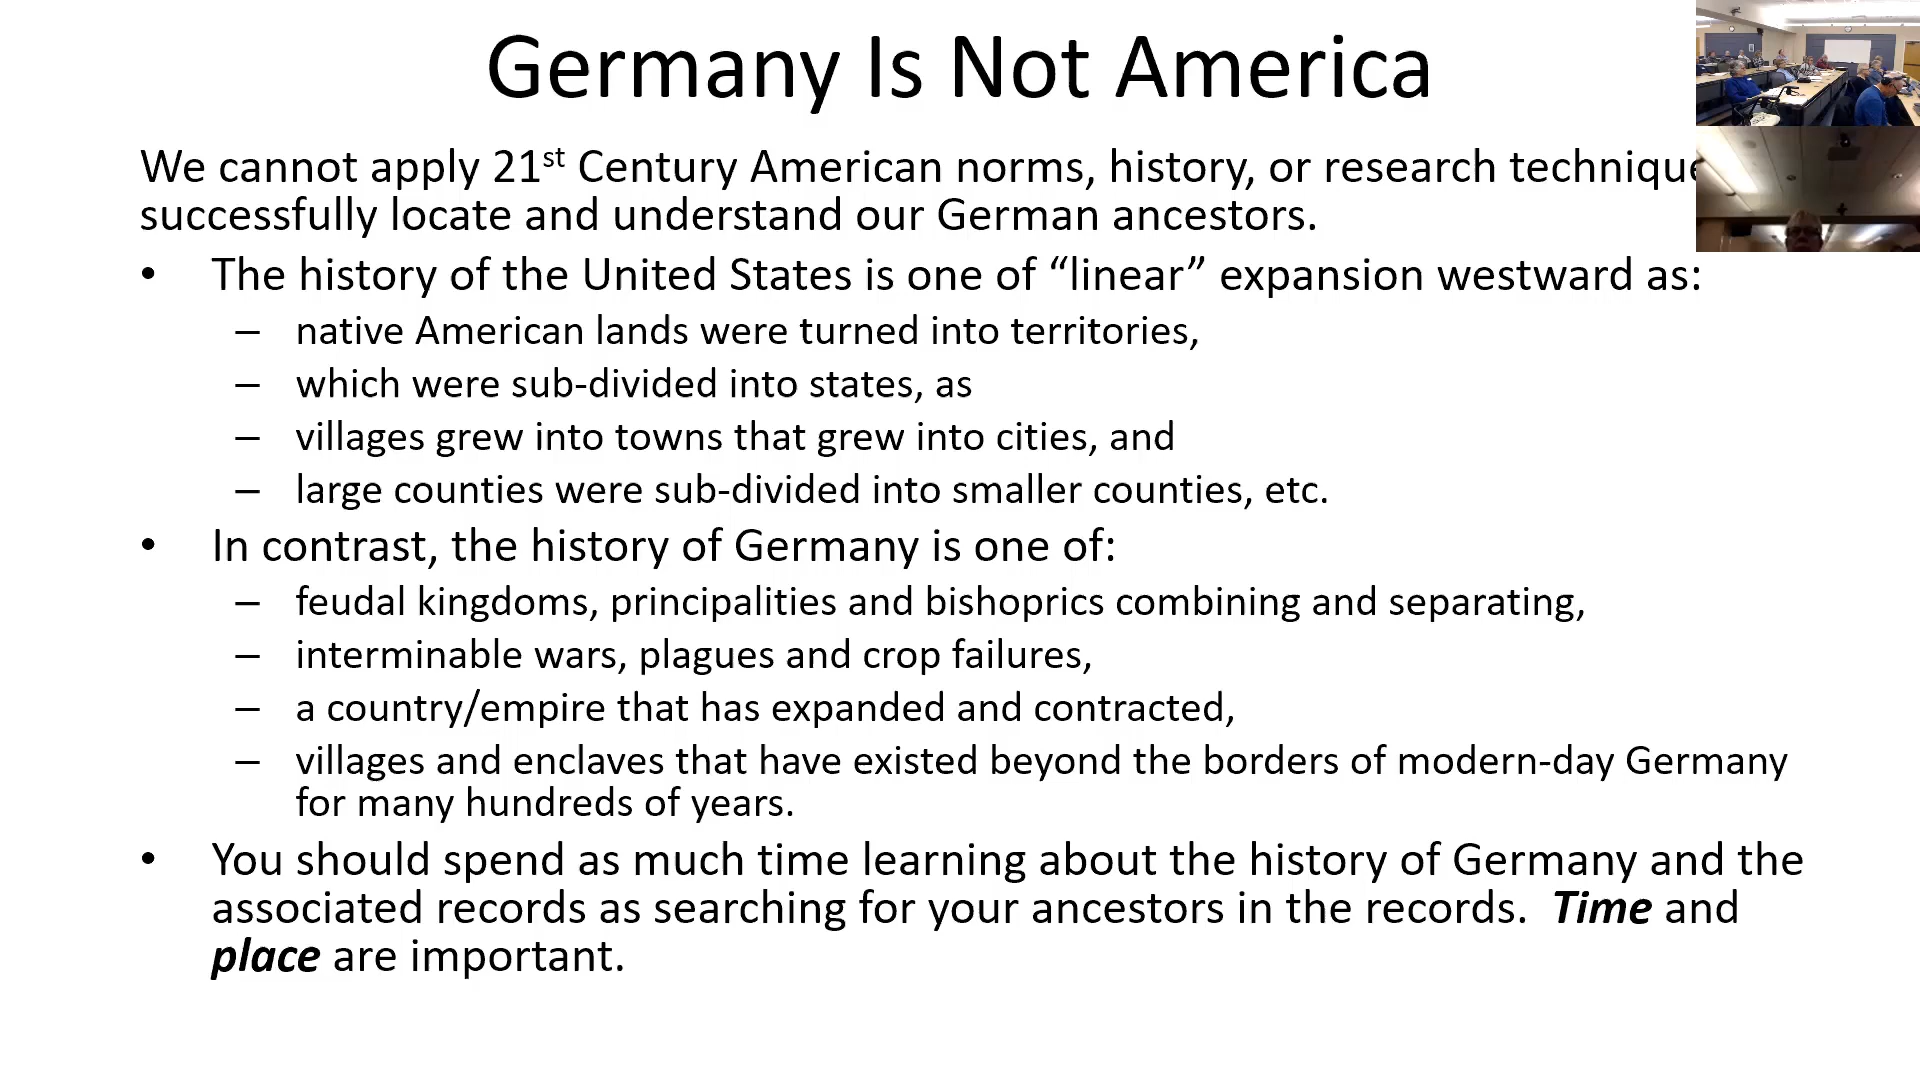 Germany Is Not America
We cannot apply 21st Century American norms, history, or research
successfully locate and understand our German ancestors.
• The history of the United States is one of “linear” expansion westward as:
– native American lands were turned into territories,
– which were sub-divided into states, as
– villages grew into towns that grew into cities, and
– large counties were sub-divided into smaller counties, etc.
• In contrast, the history of Germany is one of:
– feudal kingdoms, principalities and bishoprics combining and separating,
– interminable wars, plagues and crop failures,
– a country/empire that has expanded and contracted,
– villages and enclaves that have existed beyond the borders of modern-day Germany
for many hundreds of years.
• You should spend as much time learning about the history of Germany and the
associated records as searching for your ancestors in the records. Time and
place are important.